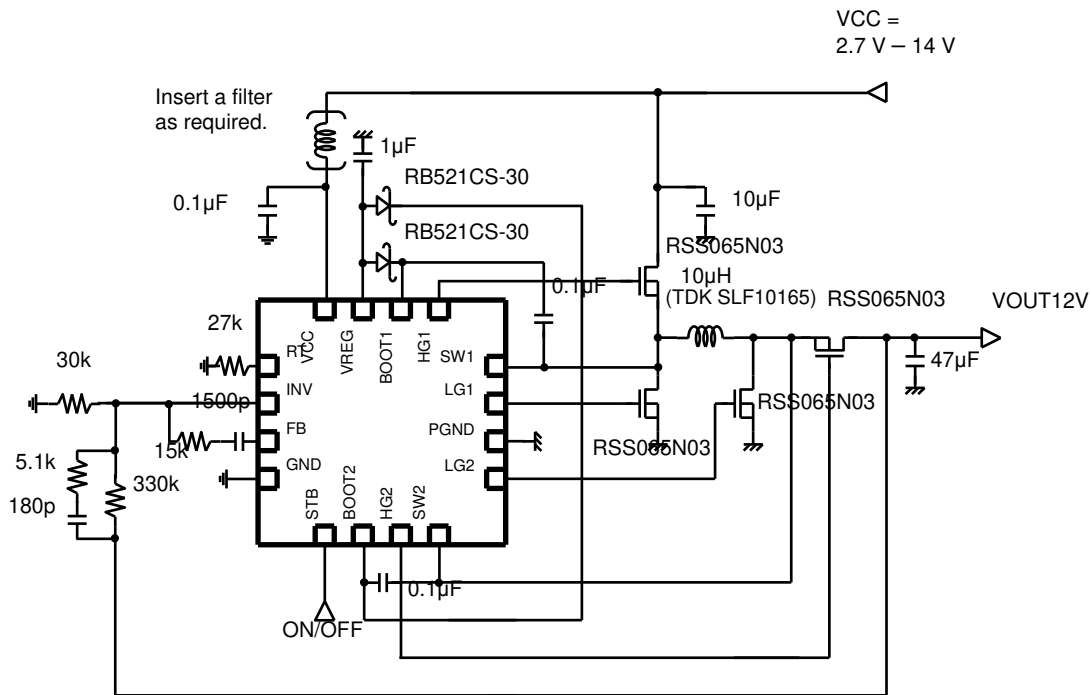 VCC =
2.7 V – 14 V
Insert a filter
as required.
1µF
RB521CS-30
0.1µF
10µF
RB521CS-30
RSS065N03
10µH
0.1µF
(TDK SLF10165)
RSS065N03
VOUT12V
27k
VCC
VREG
BOOT1
HG1
30k
RT
SW1
47µF
INV
LG1
1500p
RSS065N03
FB
PGND
15k
RSS065N03
5.1k
GND
LG2
330k
180p
STB
BOOT2
HG2
SW2
0.1µF
ON/OFF